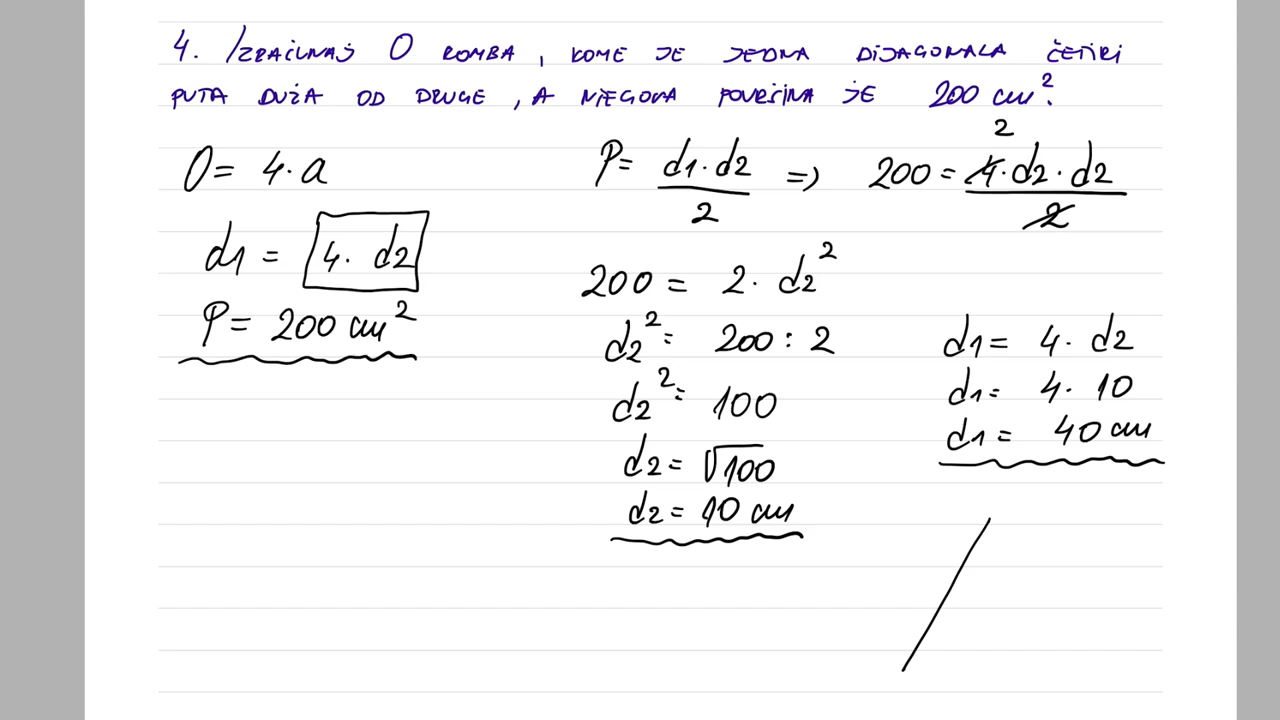 4. IZRAČUNAJ O ROMBA, KOME JE JEDNA DIJAGONALA ČETIRI
PUTA DUŽA OD DRUGE, A NJEGOVA POVRŠINA JE 200 cm².
O = 4·a
d1 = 4· d2
P = 200 cm²
P = d1·d2 / 2 => 200 = 4·d2·d2 / 2
2
200 = 2· d2²
d2² = 200 : 2
d2² = 100
d2 = √100
d2 = 10 cm
d1 = 4· d2
d1 = 4· 10
d1 = 40 cm